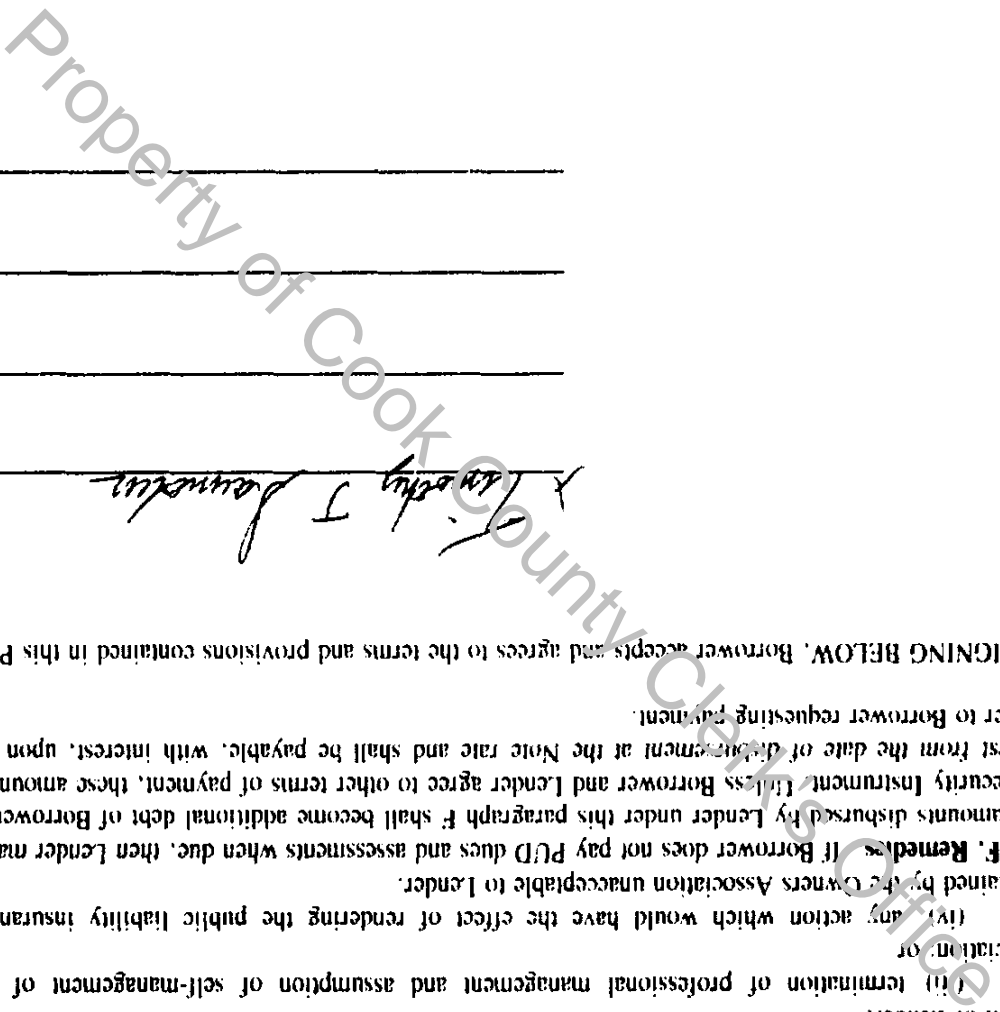 termination of professional management and assumption of self-management of
ciation; or
(iv) any action which would have the effect of rendering the public liability insuran
tained by the Owners Association unacceptable to Lender.
F. Remedies. If Borrower does not pay PUD dues and assessments when due, then Lender ma
amounts disbursed by Lender under this paragraph F shall become additional debt of Borrower
ecurity Instrument. Unless Borrower and Lender agree to other terms of payment, these amoun
est from the date of disbursement at the Note rate and shall be payable, with interest, upon
er to Borrower requesting payment.
IGNING BELOW, Borrower accepts and agrees to the terms and provisions contained in this P
x Timothy J
Property of Cook County Clerk's Office